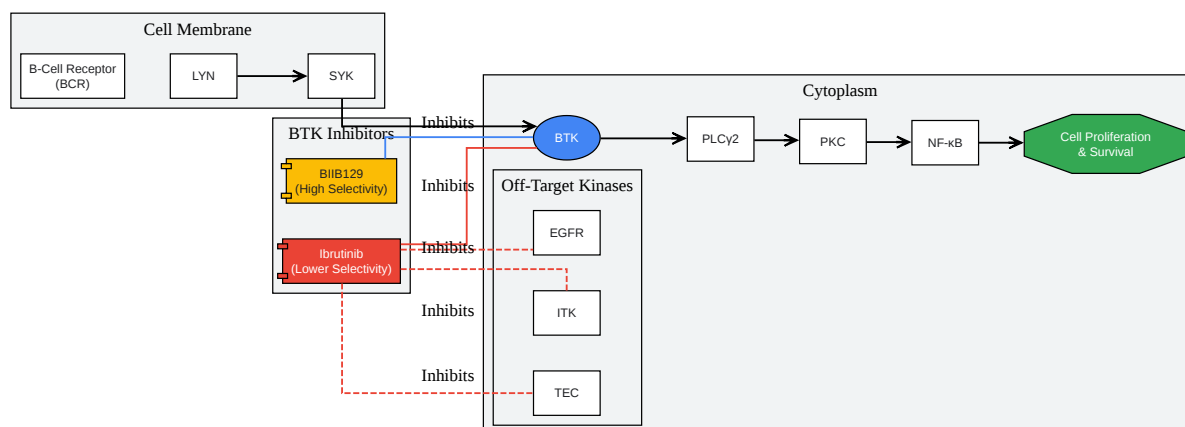 Cell Membrane
B-Cell Receptor
(BCR)
LYN
SYK
Cytoplasm
BTK Inhibitors
Inhibits
BTK
PLCγ2
PKC
NF-κB
Cell Proliferation
& Survival
BIIB129
(High Selectivity)
Inhibits
Off-Target Kinases
EGFR
Ibrutinib
(Lower Selectivity)
Inhibits
ITK
Inhibits
TEC
Inhibits